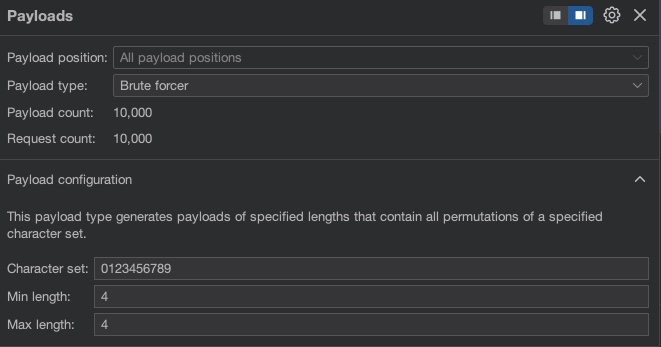 Payloads
Payload position: All payload positions
Payload type: Brute forcer
Payload count: 10,000
Request count: 10,000
Payload configuration
This payload type generates payloads of specified lengths that contain all permutations of a specified
character set.
Character set: 0123456789
Min length: 4
Max length: 4